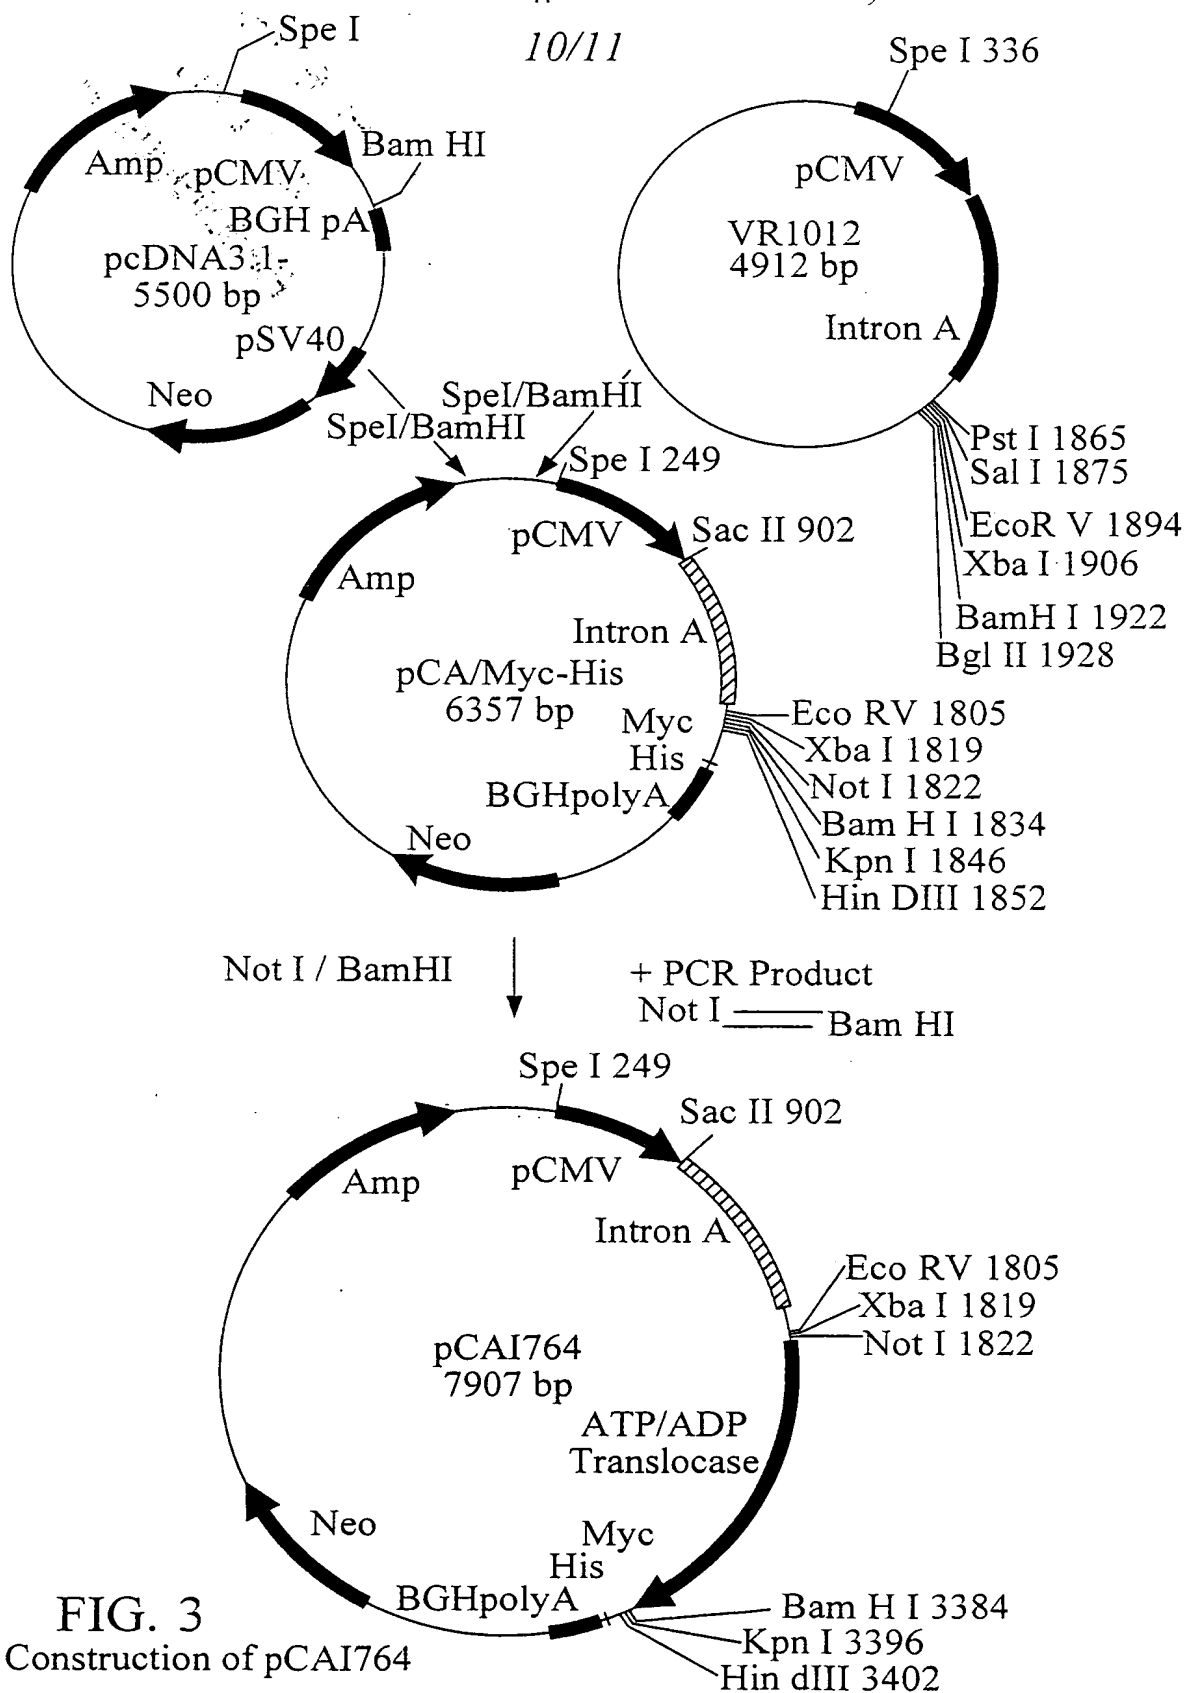 10/11
Spe I
Amp
pCMV
Bam HI
BGH pA
pcDNA3.1-
5500 bp
pSV40
Neo
SpeI/BamHI
Spe I 336
pCMV
VR1012
4912 bp
Intron A
SpeI/BamHI
Pst I 1865
Sal I 1875
EcoR V 1894
Xba I 1906
BamH I 1922
Bgl II 1928
Spe I 249
pCMV
Sac II 902
Amp
Intron A
pCA/Myc-His
6357 bp
Myc
His
BGHpolyA
Neo
Eco RV 1805
Xba I 1819
Not I 1822
Bam H I 1834
Kpn I 1846
Hin DIII 1852
Not I / BamHI
+ PCR Product
Not I
Bam HI
Spe I 249
Sac II 902
pCMV
Amp
Intron A
Eco RV 1805
Xba I 1819
Not I 1822
pCAI764
7907 bp
ATP/ADP
Translocase
Neo
Myc
His
BGHpolyA
Bam H I 3384
Kpn I 3396
Hin dIII 3402
FIG. 3
Construction of pCAI764